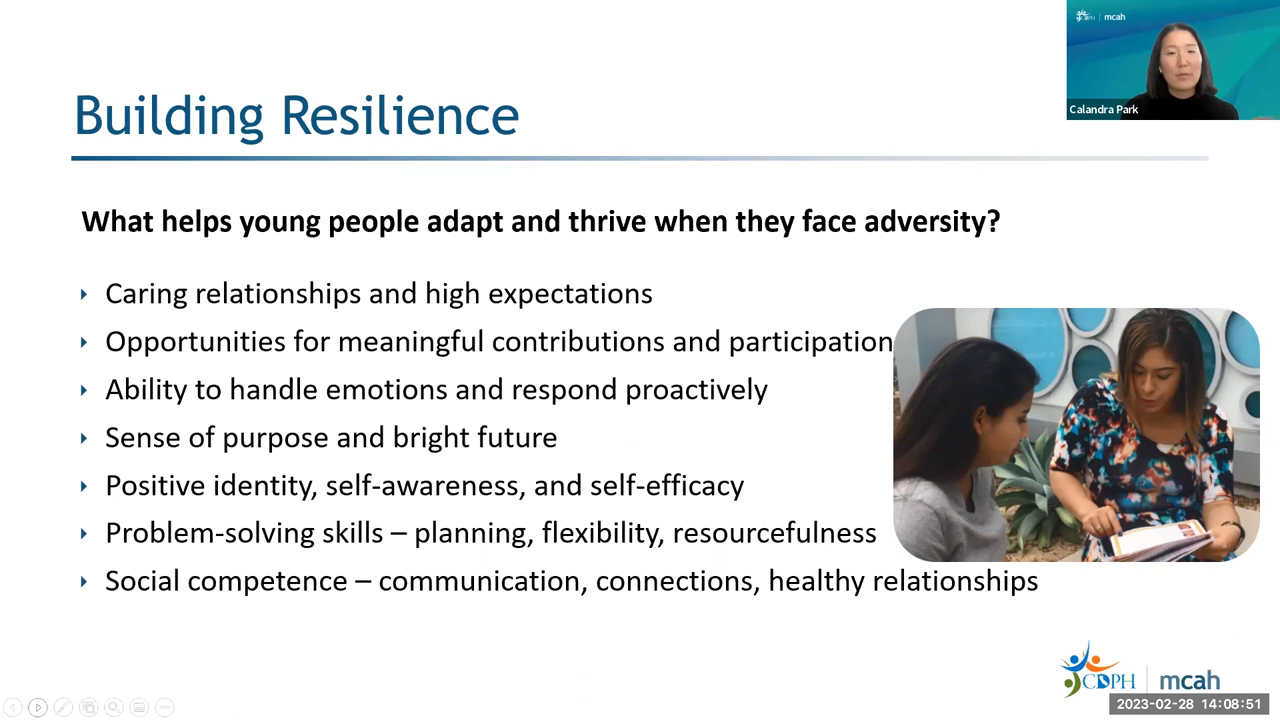 CDPH | mcah
Calandra Park
Building Resilience
What helps young people adapt and thrive when they face adversity?
Caring relationships and high expectations
Opportunities for meaningful contributions and participation
Ability to handle emotions and respond proactively
Sense of purpose and bright future
Positive identity, self-awareness, and self-efficacy
Problem-solving skills – planning, flexibility, resourcefulness
Social competence – communication, connections, healthy relationships
CDPH | mcah
2023-02-28 14:08:51